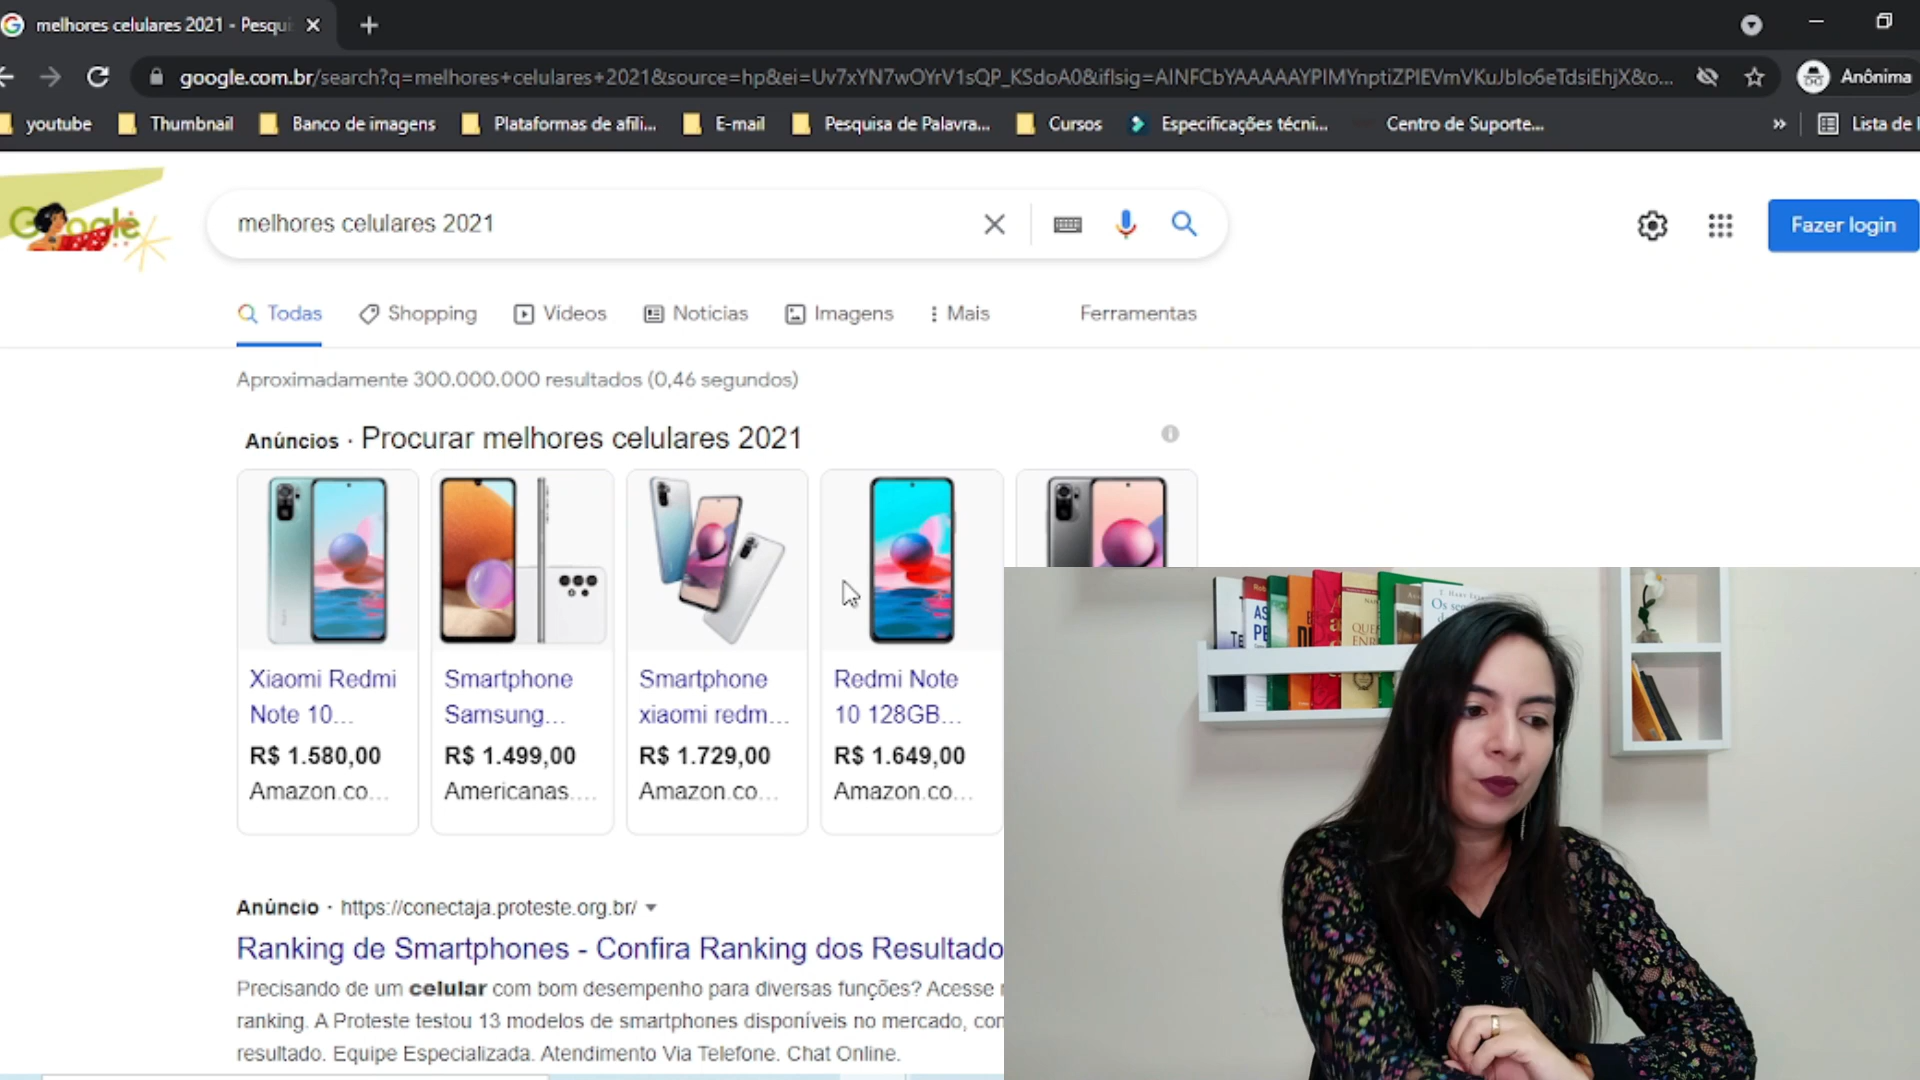 melhores celulares 2021 - Pesqui
google.com.br/search?q=melhores+celulares+2021&source=hp&ei=Uv7xYN7wOYrV1sQP_KSdoA0&iflsig=AINFCbYAAAAAYPIMYnptiZPlEVmVKuJbIo6eTdsiEhjX&o...
Anônima
youtube Thumbnail Banco de imagens Plataformas de afili... E-mail Pesquisa de Palavra... Cursos Especificações técni... Centro de Suporte... » Lista de
Google
melhores celulares 2021
Fazer login
Todas Shopping Vídeos Notícias Imagens Mais Ferramentas
Aproximadamente 300.000.000 resultados (0,46 segundos)
Anúncios · Procurar melhores celulares 2021
Xiaomi Redmi
Note 10...
R$ 1.580,00
Amazon.co...
Smartphone
Samsung...
R$ 1.499,00
Americanas....
Smartphone
xiaomi redm...
R$ 1.729,00
Amazon.co...
Redmi Note
10 128GB...
R$ 1.649,00
Amazon.co...
Anúncio · https://conectaja.proteste.org.br/
Ranking de Smartphones - Confira Ranking dos Resultado
Precisando de um celular com bom desempenho para diversas funções? Acesse
ranking. A Proteste testou 13 modelos de smartphones disponíveis no mercado, con
resultado. Equipe Especializada. Atendimento Via Telefone. Chat Online.